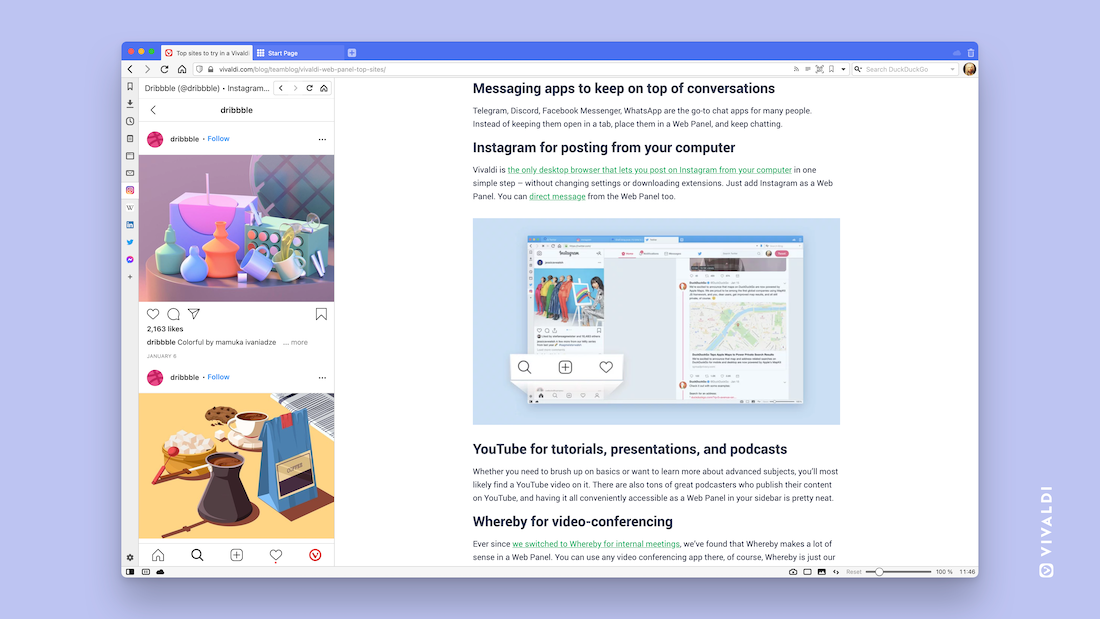 Top sites to try in a Vivaldi
Start Page
vivaldi.com/blog/teamblog/vivaldi-web-panel-top-sites/
Search DuckDuckGo
Dribbble (@dribbble) • Instagram...
dribbble
dribbble • Follow
2,163 likes
dribbble Colorful by mamuka ivaniadze ... more
JANUARY 6
dribbble • Follow
COFFEE
Messaging apps to keep on top of conversations
Telegram, Discord, Facebook Messenger, WhatsApp are the go-to chat apps for many people.
Instead of keeping them open in a tab, place them in a Web Panel, and keep chatting.
Instagram for posting from your computer
Vivaldi is the only desktop browser that lets you post on Instagram from your computer in one
simple step – without changing settings or downloading extensions. Just add Instagram as a Web
Panel. You can direct message from the Web Panel too.
Instagram
YouTube for tutorials, presentations, and podcasts
Whether you need to brush up on basics or want to learn more about advanced subjects, you'll most
likely find a YouTube video on it. There are also tons of great podcasters who publish their content
on YouTube, and having it all conveniently accessible as a Web Panel in your sidebar is pretty neat.
Whereby for video-conferencing
Ever since we switched to Whereby for internal meetings, we've found that Whereby makes a lot of
sense in a Web Panel. You can use any video conferencing app there, of course, Whereby is just our
Reset
100 %
11:46
VIVALDI